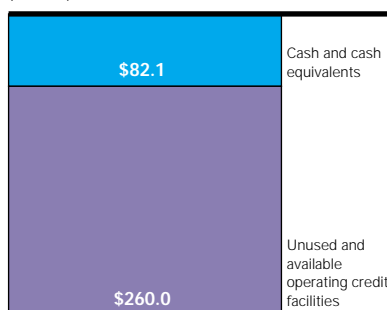 $82.1
Cash and cash
equivalents
Unused and
available
operating credit
facilities
$260.0